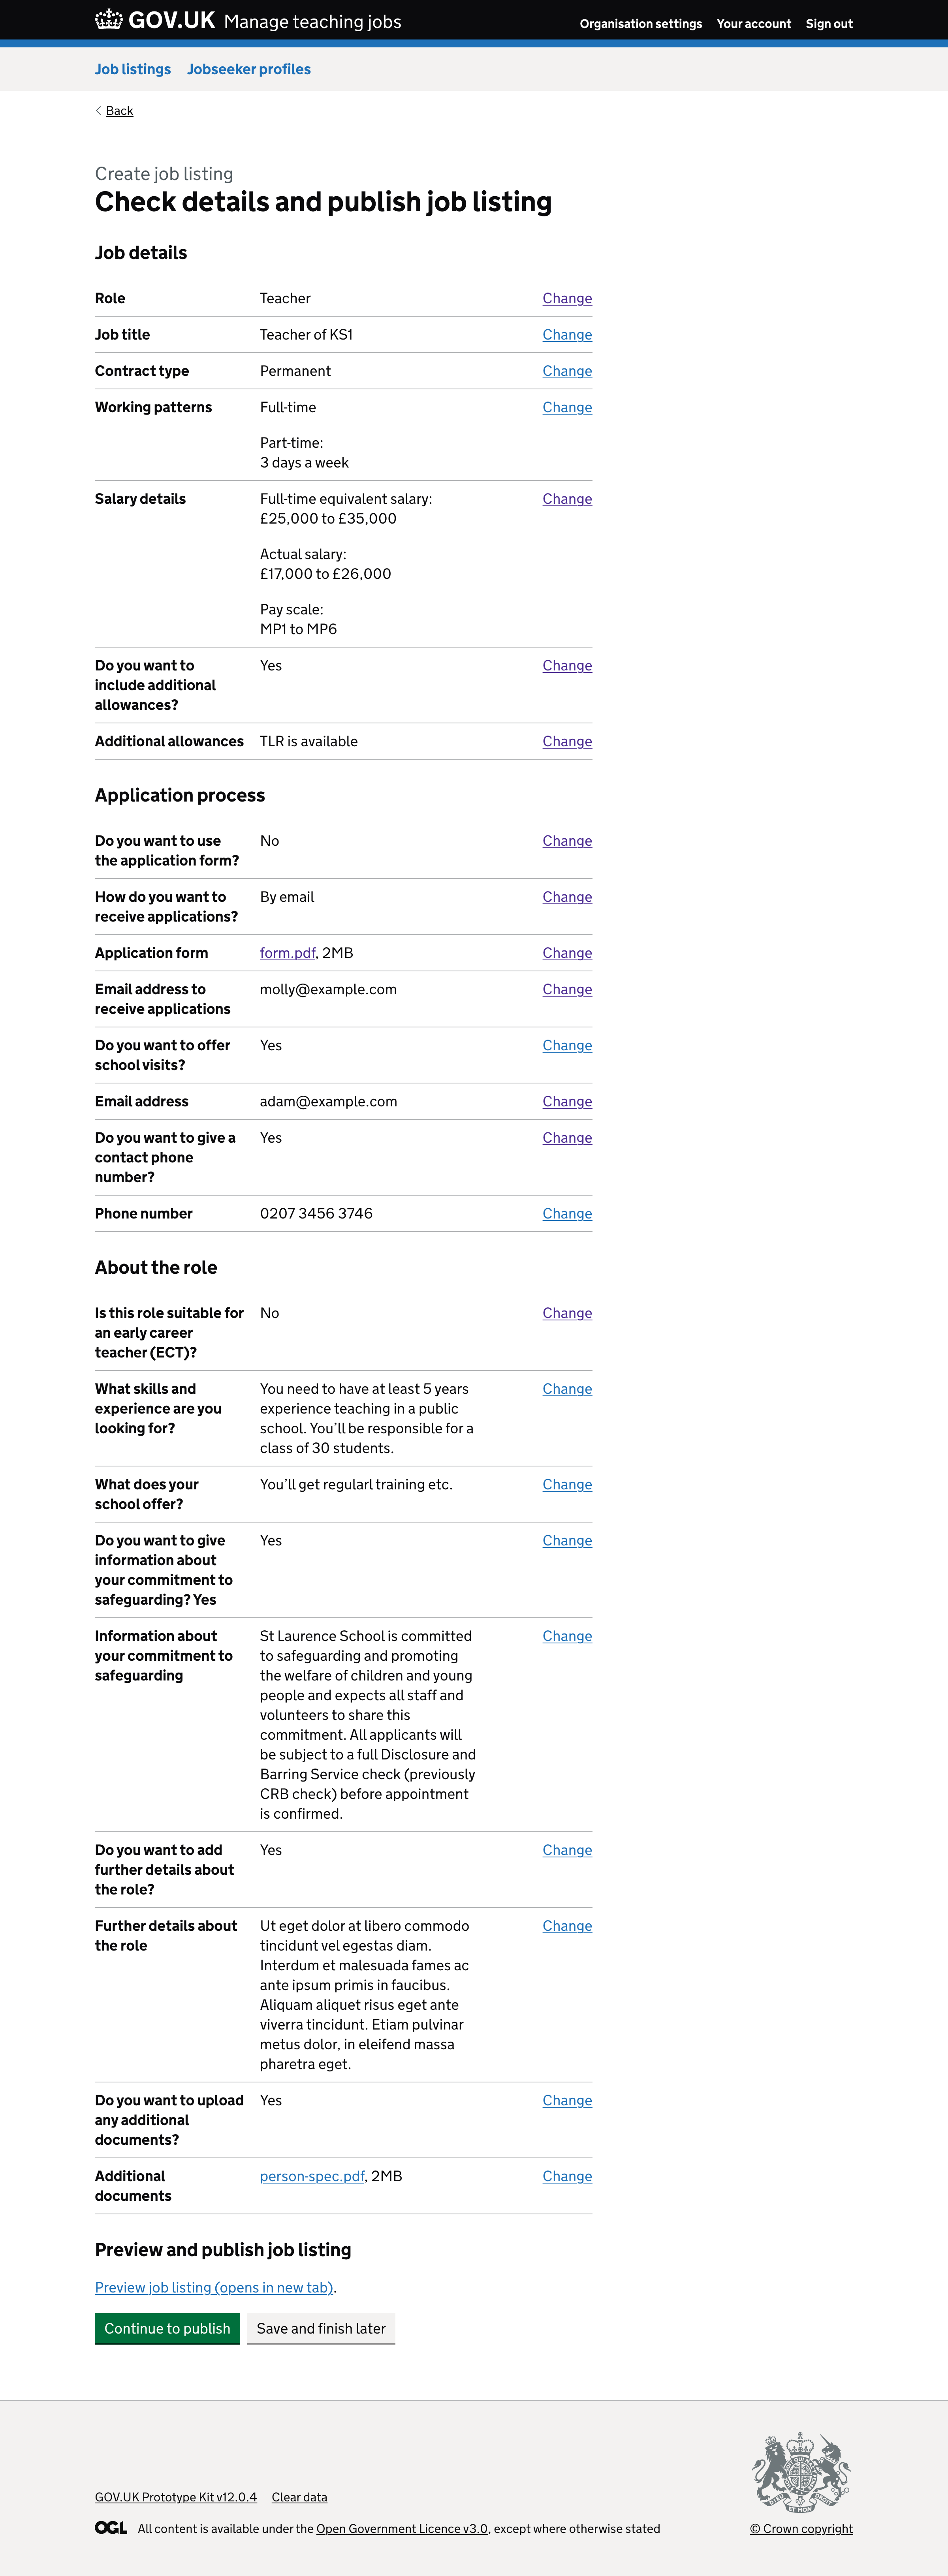 GOV.UK Manage teaching jobs
Organisation settings Your account Sign out
Job listings Jobseeker profiles
Back
Create job listing
Check details and publish job listing
Job details
Role Teacher Change
Job title Teacher of KS1 Change
Contract type Permanent Change
Working patterns Full-time Change
Part-time:
3 days a week
Salary details Full-time equivalent salary: Change
£25,000 to £35,000
Actual salary:
£17,000 to £26,000
Pay scale:
MP1 to MP6
Do you want to
include additional
allowances?
Yes Change
Additional allowances TLR is available Change
Application process
Do you want to use
the application form?
No Change
How do you want to
receive applications?
By email Change
Application form form.pdf, 2MB Change
Email address to
receive applications
molly@example.com Change
Do you want to offer
school visits?
Yes Change
Email address adam@example.com Change
Do you want to give a
contact phone
number?
Yes Change
Phone number 0207 3456 3746 Change
About the role
Is this role suitable for
an early career
teacher (ECT)?
No Change
What skills and
experience are you
looking for?
You need to have at least 5 years
experience teaching in a public
school. You’ll be responsible for a
class of 30 students.
Change
What does your
school offer?
You’ll get regularl training etc. Change
Do you want to give
information about
your commitment to
safeguarding? Yes
Yes Change
Information about
your commitment to
safeguarding
St Laurence School is committed
to safeguarding and promoting
the welfare of children and young
people and expects all staff and
volunteers to share this
commitment. All applicants will
be subject to a full Disclosure and
Barring Service check (previously
CRB check) before appointment
is confirmed.
Change
Do you want to add
further details about
the role?
Yes Change
Further details about
the role
Ut eget dolor at libero commodo
tincidunt vel egestas diam.
Interdum et malesuada fames ac
ante ipsum primis in faucibus.
Aliquam aliquet risus eget ante
viverra tincidunt. Etiam pulvinar
metus dolor, in eleifend massa
pharetra eget.
Change
Do you want to upload
any additional
documents?
Yes Change
Additional
documents
person-spec.pdf, 2MB Change
Preview and publish job listing
Preview job listing (opens in new tab).
Continue to publish Save and finish later
GOV.UK Prototype Kit v12.0.4 Clear data
OGL All content is available under the Open Government Licence v3.0, except where otherwise stated
© Crown copyright